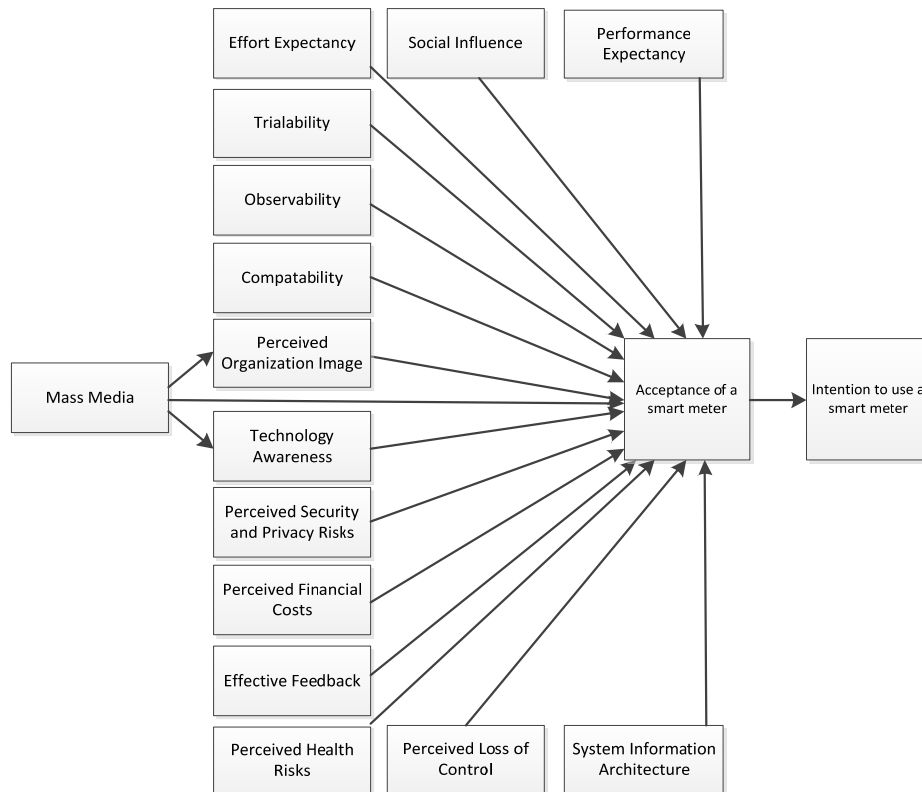 Effort Expectancy
Social Influence
Performance
Expectancy
Trialability
Observability
Compatability
Perceived
Organization Image
Mass Media
Acceptance of a
smart meter
Intention to use a
smart meter
Technology
Awareness
Perceived Security
and Privacy Risks
Perceived Financial
Costs
Effective Feedback
Perceived Health
Risks
Perceived Loss of
Control
System Information
Architecture